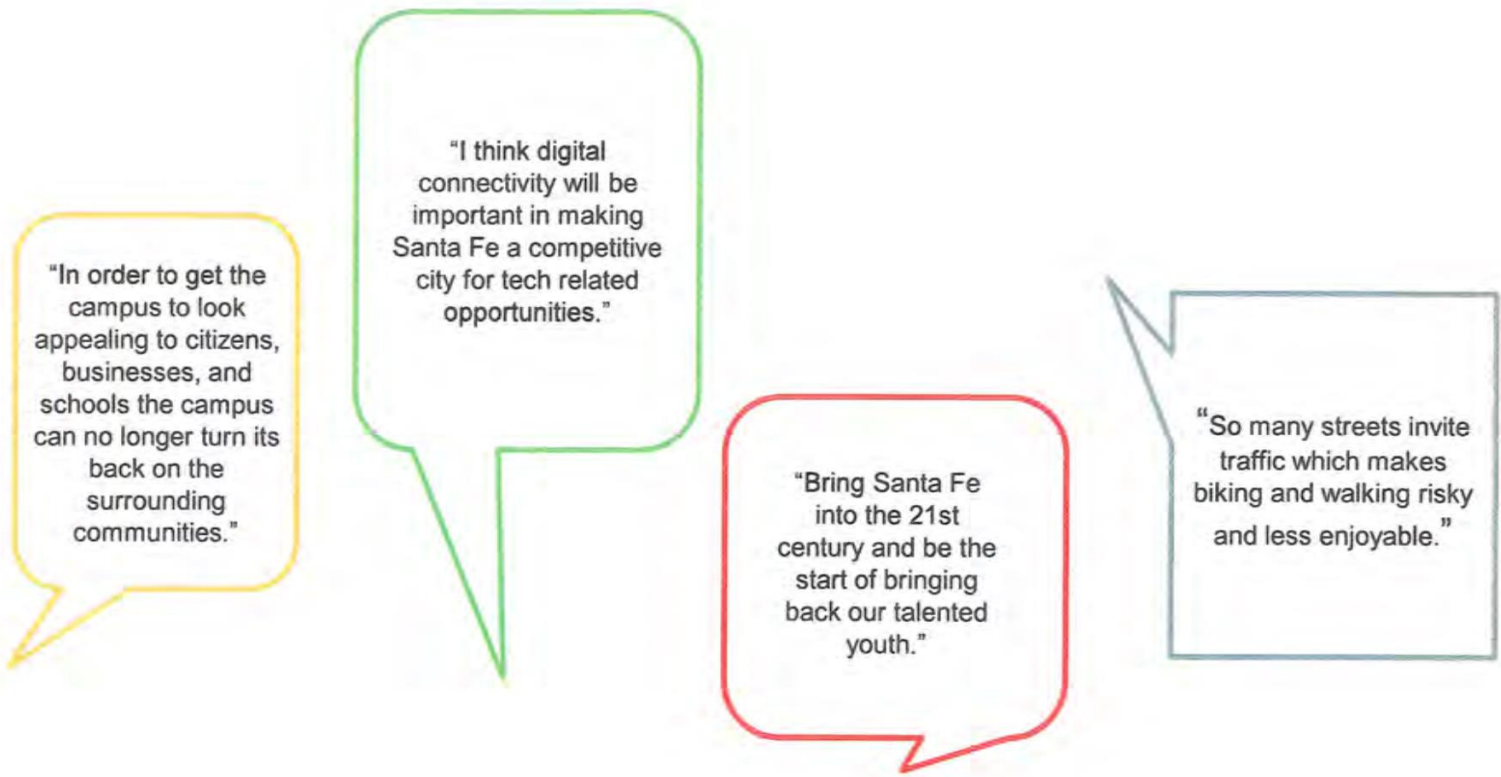 “In order to get the
campus to look
appealing to citizens,
businesses, and
schools the campus
can no longer turn its
back on the
surrounding
communities.”
“I think digital
connectivity will be
important in making
Santa Fe a competitive
city for tech related
opportunities.”
“Bring Santa Fe
into the 21st
century and be the
start of bringing
back our talented
youth.”
“So many streets invite
traffic which makes
biking and walking risky
and less enjoyable.”